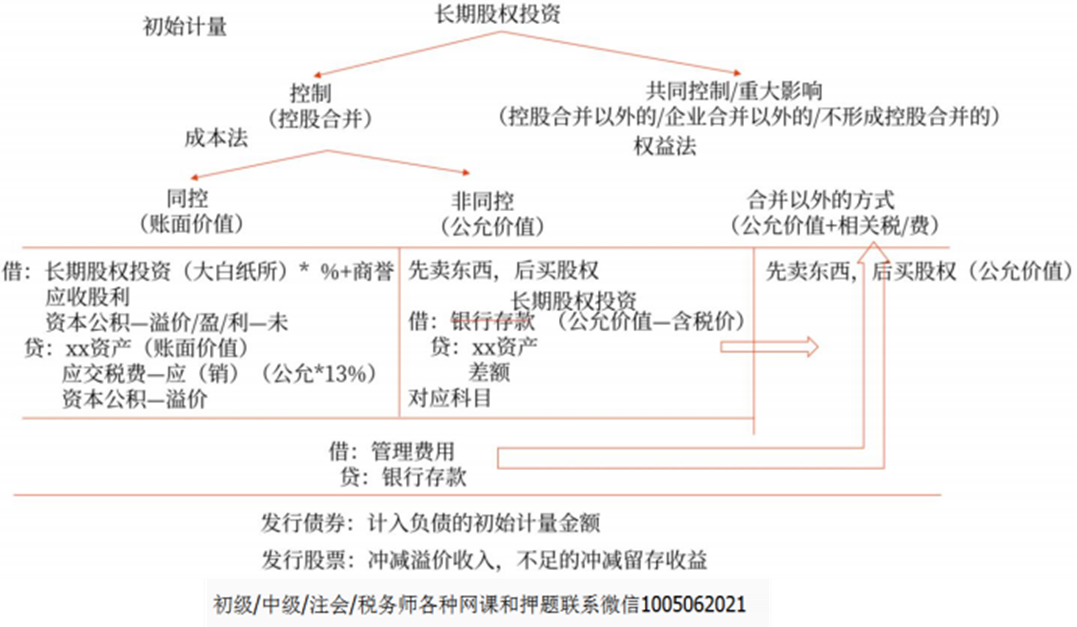 初始计量
长期股权投资
控制
（控股合并）
共同控制/重大影响
（控股合并以外的/企业合并以外的/不形成控股合并的）
成本法
权益法
同控
（账面价值）
非同控
（公允价值）
合并以外的方式
（公允价值+相关税/费）
借：长期股权投资（大白纸所）* %+商誉
应收股利
资本公积—溢价/盈/利—未
贷：xx资产（账面价值）
应交税费—应（销）（公允*13%）
资本公积—溢价
先卖东西，后买股权
长期股权投资
借：银行存款 （公允价值—含税价）
贷：xx资产
差额
对应科目
先卖东西，后买股权（公允价值）
借：管理费用
贷：银行存款
发行债券：计入负债的初始计量金额
发行股票：冲减溢价收入，不足的冲减留存收益
初级/中级/注会/税务师各种网课和押题联系微信1005062021